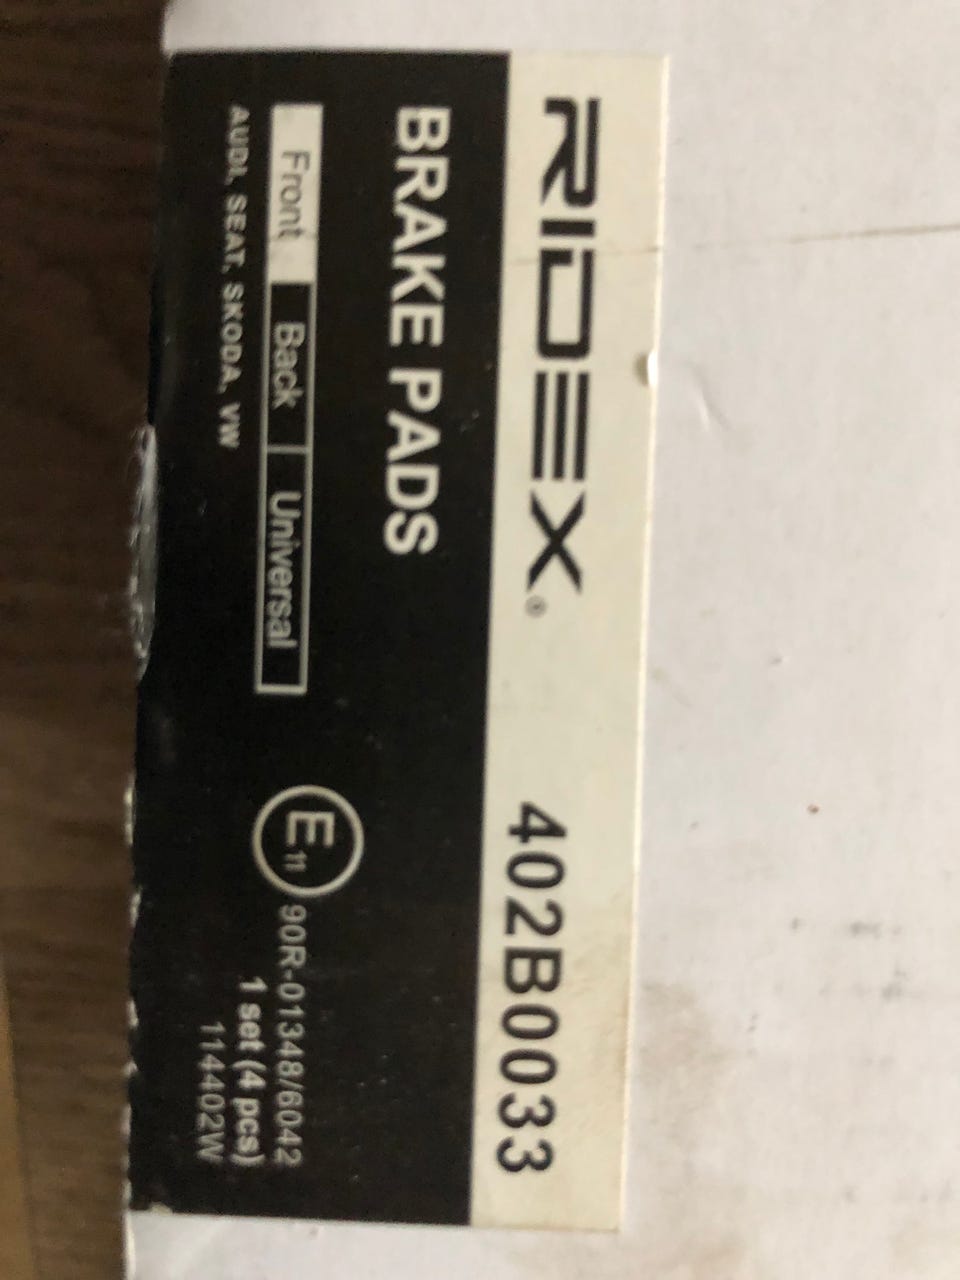 RIDEX® 402B0033
BRAKE PADS
Front Back Universal
AUDI, SEAT, SKODA, VW
E11 90R-01348/6042
1 set (4 pcs)
114402W